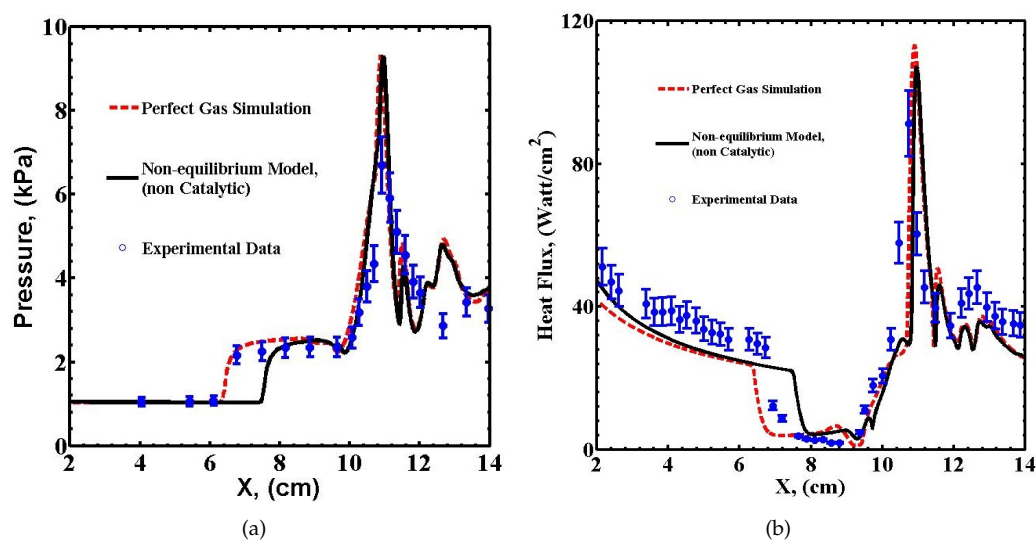 10
8
6
4
2
0
Pressure, (kPa)
Perfect Gas Simulation
Non-equilibrium Model,
(non Catalytic)
Experimental Data
2 4 6 8 10 12 14
X, (cm)
(a)
120
80
40
0
Heat Flux, (Watt/cm²)
Perfect Gas Simulation
Non-equilibrium Model,
(non Catalytic)
Experimental Data
2 4 6 8 10 12 14
X, (cm)
(b)